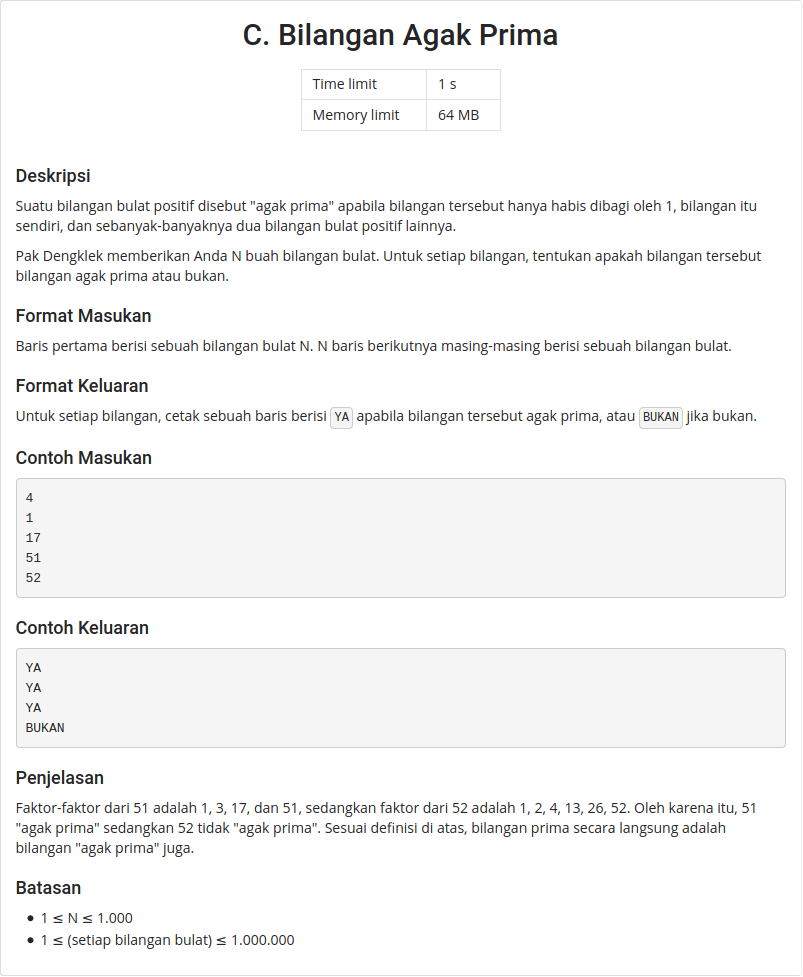 C. Bilangan Agak Prima
Time limit 1 s
Memory limit 64 MB
Deskripsi
Suatu bilangan bulat positif disebut "agak prima" apabila bilangan tersebut hanya habis dibagi oleh 1, bilangan itu
sendiri, dan sebanyak-banyaknya dua bilangan bulat positif lainnya.
Pak Dengklek memberikan Anda N buah bilangan bulat. Untuk setiap bilangan, tentukan apakah bilangan tersebut
bilangan agak prima atau bukan.
Format Masukan
Baris pertama berisi sebuah bilangan bulat N. N baris berikutnya masing-masing berisi sebuah bilangan bulat.
Format Keluaran
Untuk setiap bilangan, cetak sebuah baris berisi YA apabila bilangan tersebut agak prima, atau BUKAN jika bukan.
Contoh Masukan
4
1
17
51
52
Contoh Keluaran
YA
YA
YA
BUKAN
Penjelasan
Faktor-faktor dari 51 adalah 1, 3, 17, dan 51, sedangkan faktor dari 52 adalah 1, 2, 4, 13, 26, 52. Oleh karena itu, 51
"agak prima" sedangkan 52 tidak "agak prima". Sesuai definisi di atas, bilangan prima secara langsung adalah
bilangan "agak prima" juga.
Batasan
• 1 ≤ N ≤ 1.000
• 1 ≤ (setiap bilangan bulat) ≤ 1.000.000